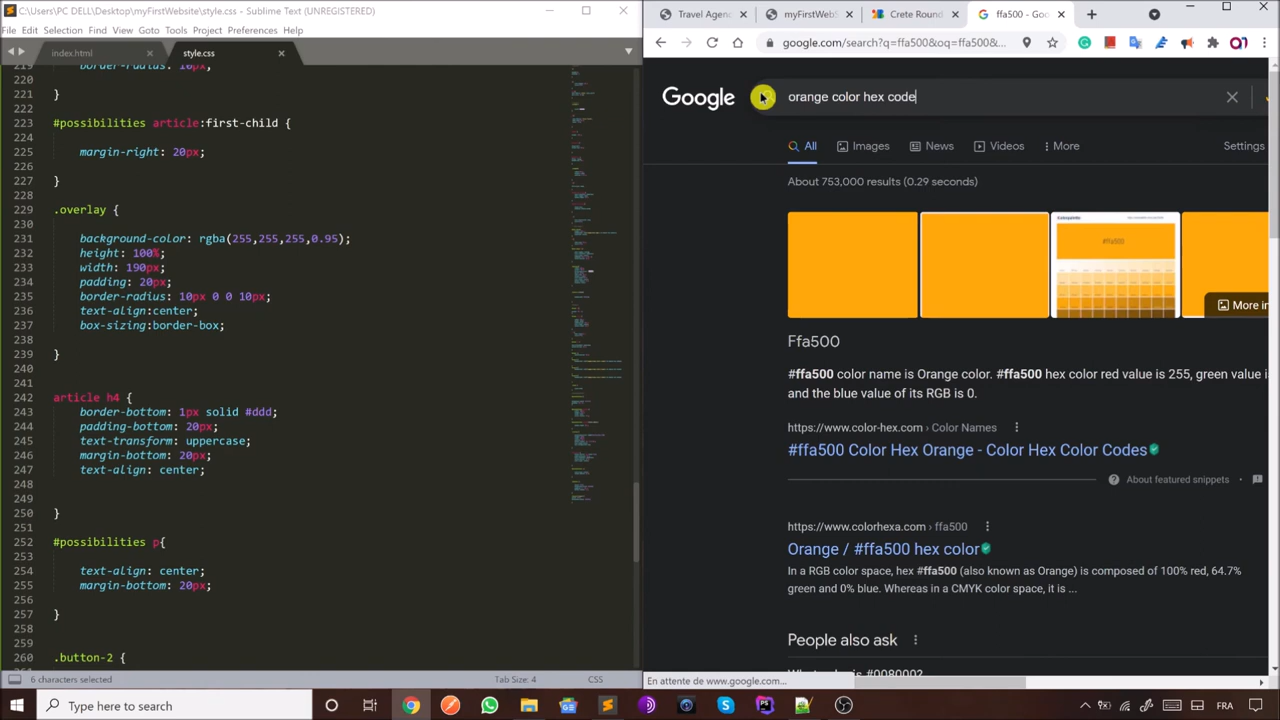 C:\Users\PC DELL\Desktop\myFirstWebsite\style.css - Sublime Text (UNREGISTERED)
File Edit Selection Find View Goto Tools Project Preferences Help
index.html
style.css
219 border-radius: 10px;
220
221 }
222
223 #possibilities article:first-child {
224
225 margin-right: 20px;
226
227 }
228
229 .overlay {
230
231 background-color: rgba(255,255,255,0.95);
232 height: 100%;
233 width: 190px;
234 padding: 20px;
235 border-radius: 10px 0 0 10px;
236 text-align:center;
237 box-sizing:border-box;
238
239 }
240
241
242 article h4 {
243 border-bottom: 1px solid #ddd;
244 padding-bottom: 20px;
245 text-transform: uppercase;
246 margin-bottom: 20px;
247 text-align: center;
248
249
250 }
251
252 #possibilities p{
253
254 text-align: center;
255 margin-bottom: 20px;
256
257 }
258
259
260 .button-2 {
6 characters selected
Tab Size: 4
CSS
Travel Agenc
myFirstWebS
Crete Round
ffa500 - Goo
google.com/search?q=ffa500&oq=ffa500&...
Google
orange color hex code
All Images News Videos More Settings
About 753,000 results (0.29 seconds)
Colorpalette
#ffa500
More in
Ffa500
#ffa500 color name is Orange color. #ffa500 hex color red value is 255, green value i
and the blue value of its RGB is 0.
https://www.color-hex.com › Color Names
#ffa500 Color Hex Orange - Color Hex Color Codes
About featured snippets
https://www.colorhexa.com › ffa500
Orange / #ffa500 hex color
In a RGB color space, hex #ffa500 (also known as Orange) is composed of 100% red, 64.7%
green and 0% blue. Whereas in a CMYK color space, it is ...
People also ask
What color is #008000?
En attente de www.google.com...
Type here to search
FRA